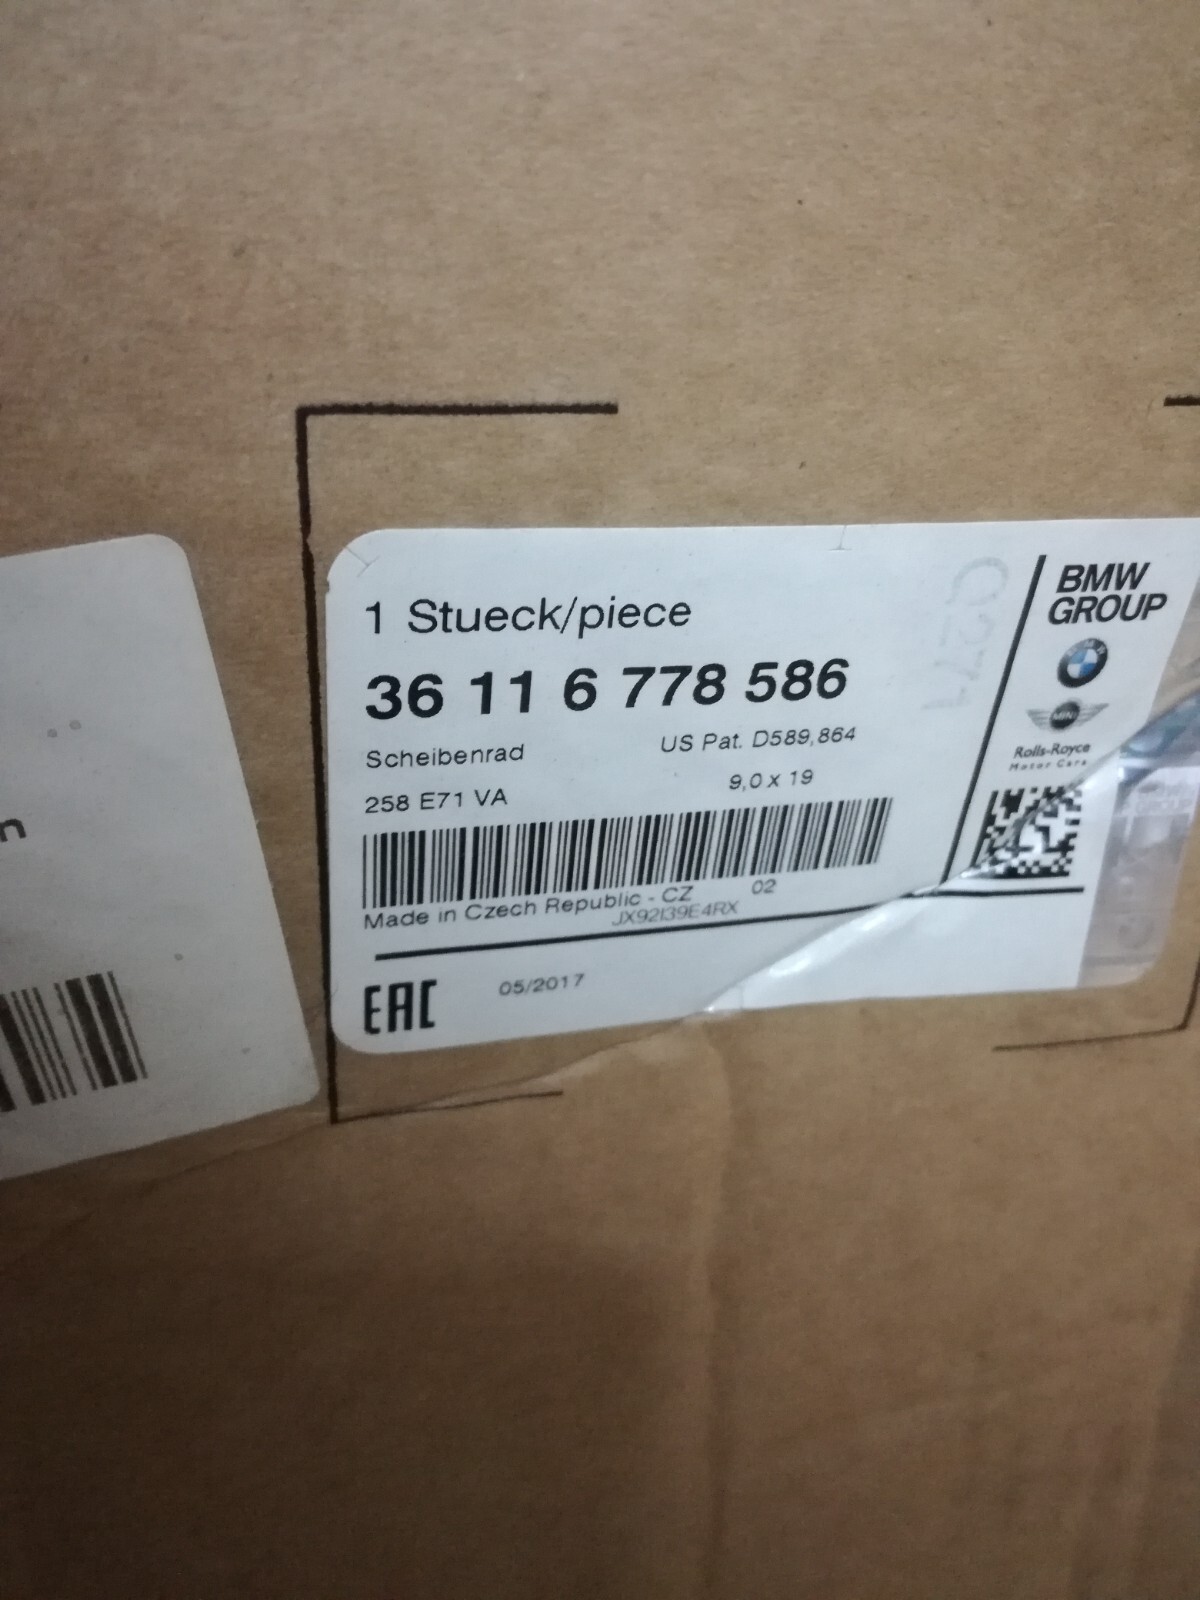 1 Stueck/piece
36 11 6 778 586
Scheibenrad
US Pat. D589,864
258 E71 VA
9,0 x 19
Made in Czech Republic - CZ
02
JX92I39E4RX
EAC
05/2017
BMW
GROUP
MINI
Rolls-Royce
Motor Cars
n